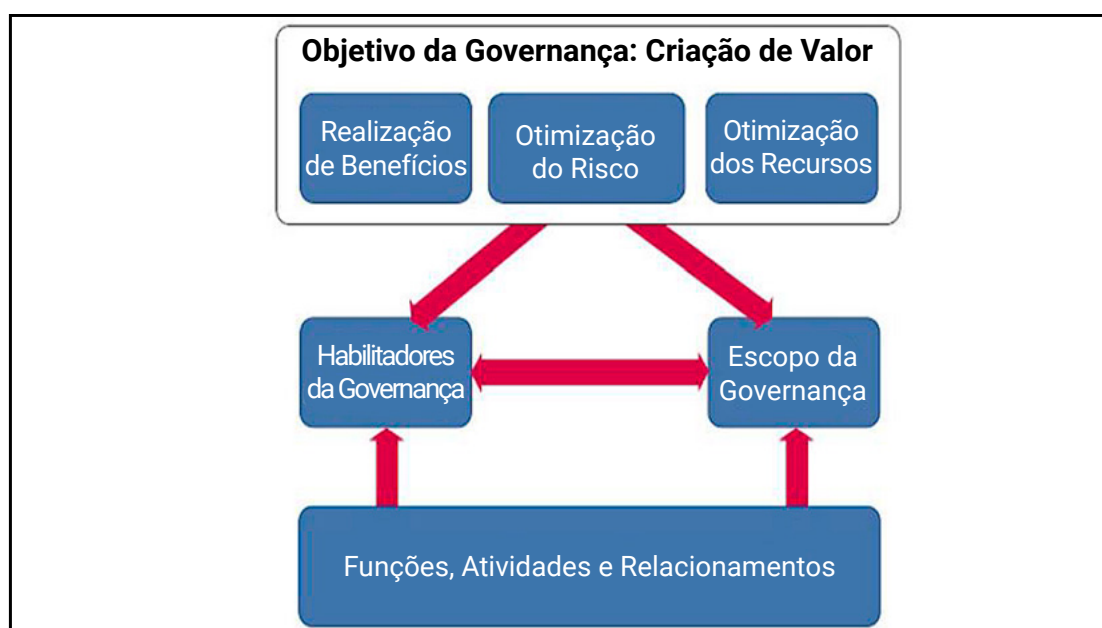 Objetivo da Governança: Criação de Valor
Realização
de Benefícios
Otimização
do Risco
Otimização
dos Recursos
Habilitadores
da Governança
Escopo da
Governança
Funções, Atividades e Relacionamentos